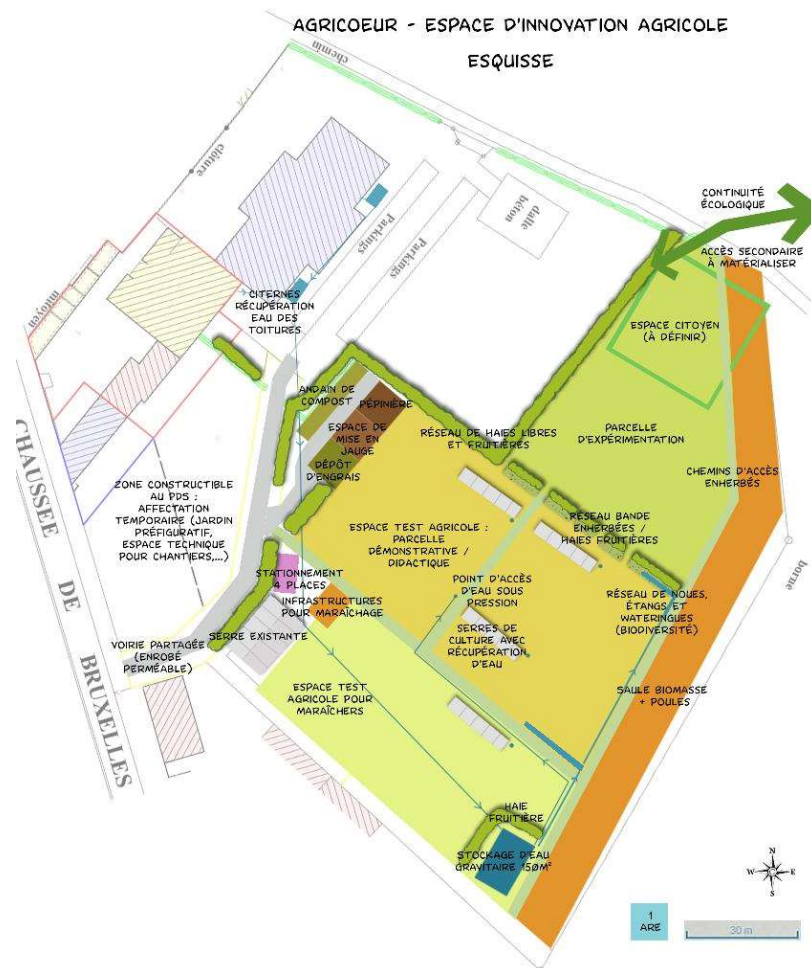 AGRICOEUR - ESPACE D'INNOVATION AGRICOLE
ESQUISSE
chemin
clôture
CONTINUITÉ
ÉCOLOGIQUE
dalle
béton
Parkings
Parkings
ACCÈS SECONDAIRE
À MATÉRIALISER
mitoyen
CITERNES
RÉCUPÉRATION
EAU DES
TOITURES
ESPACE CITOYEN
(À DÉFINIR)
ANDAIN DE
COMPOST
PÉPINIÈRE
ESPACE DE
MISE EN
JAUGE
DÉPÔT
D'ENGRAIS
RÉSEAU DE HAIES LIBRES
ET FRUITIÈRES
PARCELLE
D'EXPÉRIMENTATION
CHEMINS D'ACCÈS
ENHERBÉS
CHAUSSEE
DE
BRUXELLES
ZONE CONSTRUCTIBLE
AU PDS :
AFFECTATION
TEMPORAIRE (JARDIN
PRÉFIGURATIF,
ESPACE TECHNIQUE
POUR CHANTIERS,...)
ESPACE TEST AGRICOLE :
PARCELLE
DÉMONSTRATIVE /
DIDACTIQUE
RÉSEAU BANDE
ENHERBÉES /
HAIES FRUITIÈRES
borne
STATIONNEMENT
4 PLACES
INFRASTRUCTURES
POUR MARAÎCHAGE
POINT D'ACCÈS
D'EAU SOUS
PRESSION
RÉSEAU DE NOUES,
ÉTANGS ET
WATERINGUES
(BIODIVERSITÉ)
VOIRIE PARTAGÉE
(ENROBÉ
PERMÉABLE)
SERRE EXISTANTE
SERRES DE
CULTURE AVEC
RÉCUPÉRATION
D'EAU
ESPACE TEST
AGRICOLE POUR
MARAÎCHERS
SAULE BIOMASSE
+ POULES
HAIE
FRUITIÈRE
STOCKAGE D'EAU
GRAVITAIRE 150M²
N
W
E
S
1
ARE
30 m